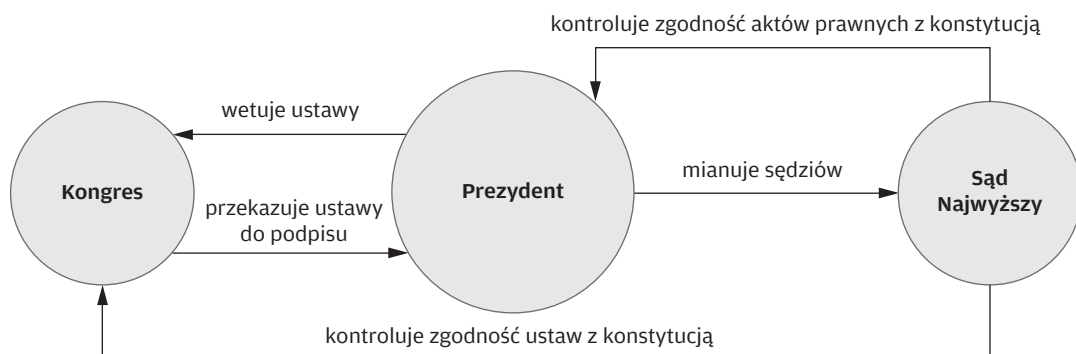 kontroluje zgodność aktów prawnych z konstytucją
wetuje ustawy
Kongres
Prezydent
mianuje sędziów
Sąd
Najwyższy
przekazuje ustawy
do podpisu
kontroluje zgodność ustaw z konstytucją